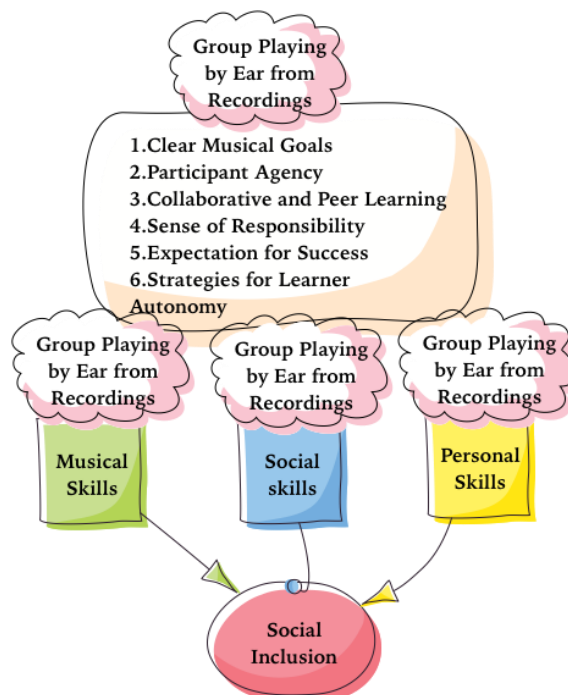 Group Playing
by Ear from
Recordings
1.Clear Musical Goals
2.Participant Agency
3.Collaborative and Peer Learning
4.Sense of Responsibility
5.Expectation for Success
6.Strategies for Learner
Autonomy
Group Playing
by Ear from
Recordings
Group Playing
by Ear from
Recordings
Group Playing
by Ear from
Recordings
Musical
Skills
Social
skills
Personal
Skills
Social
Inclusion